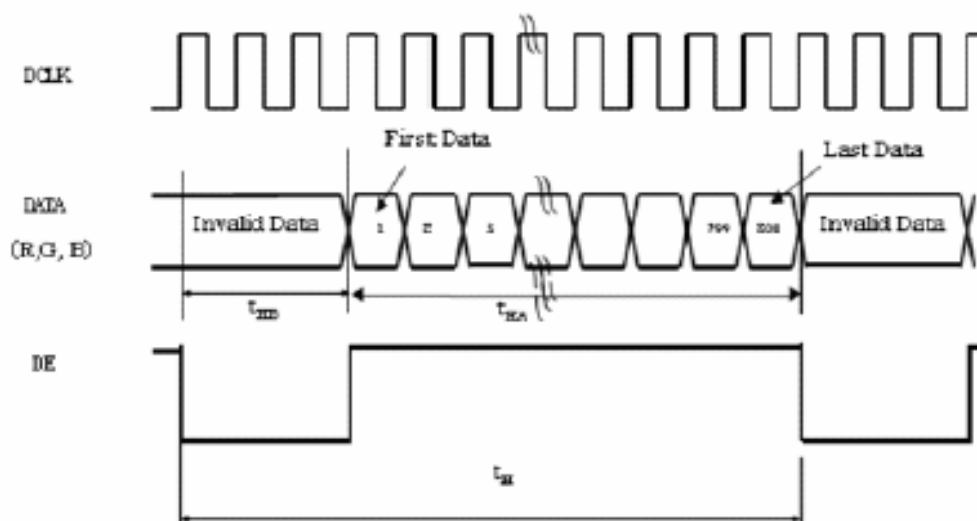 DCLK
First Data
Last Data
DATA
(R,G, B)
Invalid Data
1
799
Invalid Data
DE